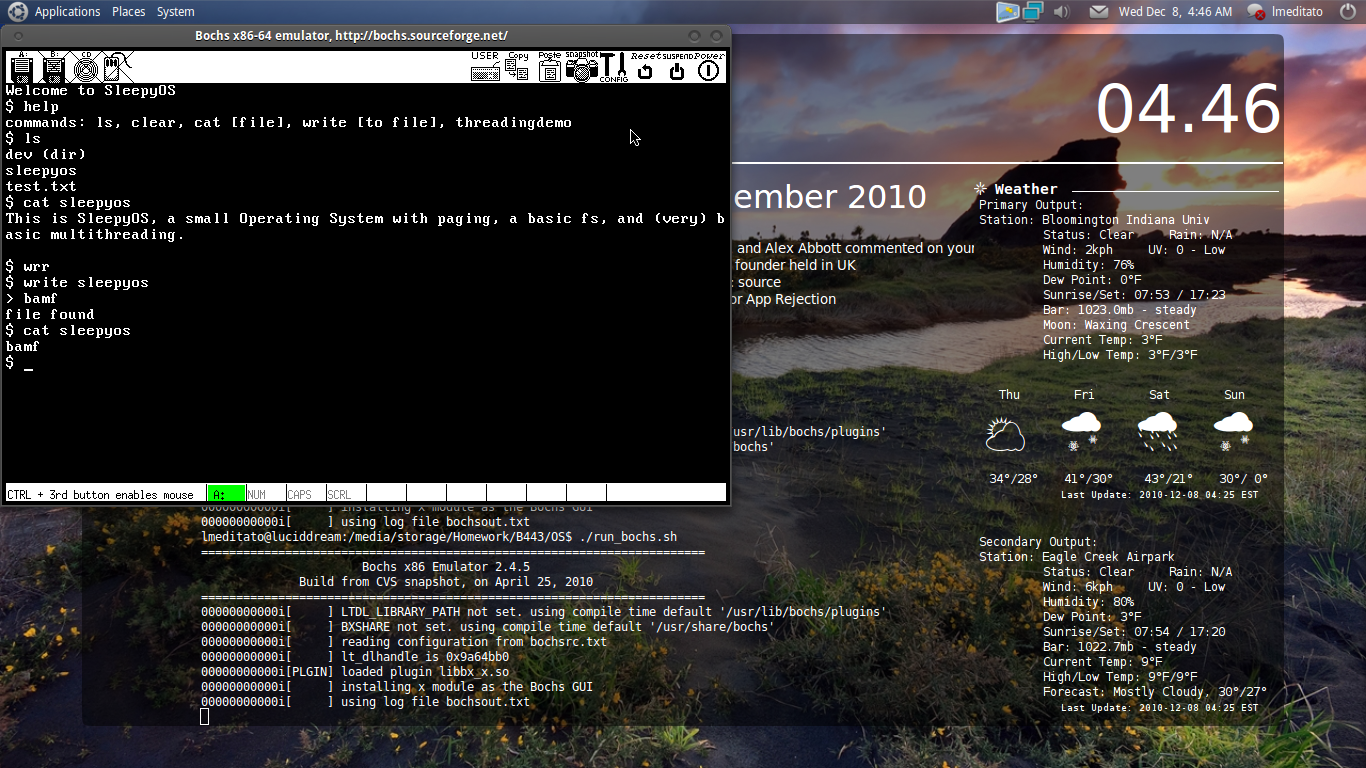 Applications Places System
Wed Dec 8, 4:46 AM lmeditato
Bochs x86-64 emulator, http://bochs.sourceforge.net/
A: B: CD USER Copy Paste snapshot CONFIG Reset SUSPEND Power
Welcome to SleepyOS
$ help
commands: ls, clear, cat [file], write [to file], threadingdemo
$ ls
dev (dir)
sleepyos
test.txt
$ cat sleepyos
This is SleepyOS, a small Operating System with paging, a basic fs, and (very) b
asic multithreading.
$ wrr
$ write sleepyos
> bamf
file found
$ cat sleepyos
bamf
$ _
CTRL + 3rd button enables mouse A: NUM CAPS SCRL
04.46
ember 2010
and Alex Abbott commented on your
founder held in UK
: source
or App Rejection
usr/lib/bochs/plugins'
bochs'
00000000000i[ ] installing x module as the Bochs GUI
00000000000i[ ] using log file bochsout.txt
lmeditato@luciddream:/media/storage/Homework/B443/OS$ ./run_bochs.sh
========================================================================
Bochs x86 Emulator 2.4.5
Build from CVS snapshot, on April 25, 2010
========================================================================
00000000000i[ ] LTDL_LIBRARY_PATH not set. using compile time default '/usr/lib/bochs/plugins'
00000000000i[ ] BXSHARE not set. using compile time default '/usr/share/bochs'
00000000000i[ ] reading configuration from bochsrc.txt
00000000000i[ ] lt_dlhandle is 0x9a64bb0
00000000000i[PLGIN] loaded plugin libbx_x.so
00000000000i[ ] installing x module as the Bochs GUI
00000000000i[ ] using log file bochsout.txt
Weather
Primary Output:
Station: Bloomington Indiana Univ
Status: Clear Rain: N/A
Wind: 2kph UV: 0 - Low
Humidity: 76%
Dew Point: 0°F
Sunrise/Set: 07:53 / 17:23
Bar: 1023.0mb - steady
Moon: Waxing Crescent
Current Temp: 3°F
High/Low Temp: 3°F/3°F
Thu Fri Sat Sun
34°/28° 41°/30° 43°/21° 30°/ 0°
Last Update: 2010-12-08 04:25 EST
Secondary Output:
Station: Eagle Creek Airpark
Status: Clear Rain: N/A
Wind: 6kph UV: 0 - Low
Humidity: 80%
Dew Point: 3°F
Sunrise/Set: 07:54 / 17:20
Bar: 1022.7mb - steady
Current Temp: 9°F
High/Low Temp: 9°F/9°F
Forecast: Mostly Cloudy, 30°/27°
Last Update: 2010-12-08 04:25 EST